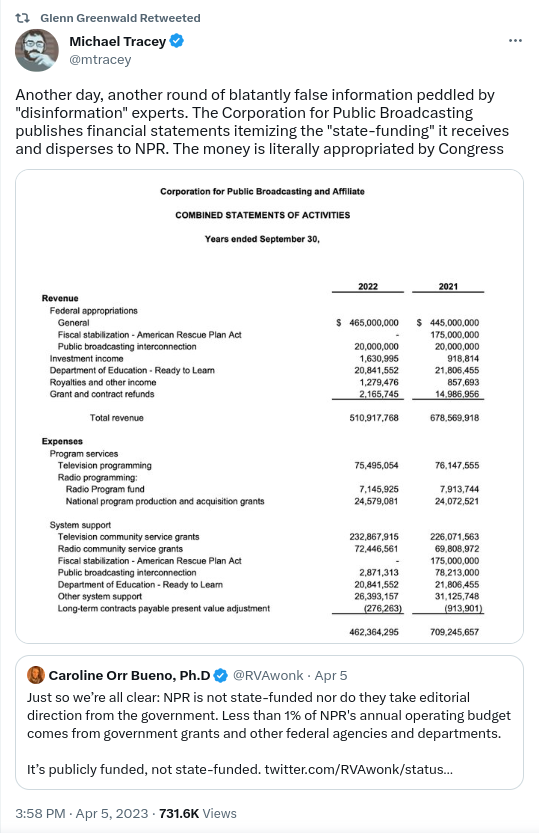 Glenn Greenwald Retweeted
Michael Tracey
@mtracey
Another day, another round of blatantly false information peddled by
"disinformation" experts. The Corporation for Public Broadcasting
publishes financial statements itemizing the "state-funding" it receives
and disperses to NPR. The money is literally appropriated by Congress
Corporation for Public Broadcasting and Affiliate
COMBINED STATEMENTS OF ACTIVITIES
Years ended September 30,
2022 2021
Revenue
Federal appropriations
General $ 465,000,000 $ 445,000,000
Fiscal stabilization - American Rescue Plan Act - 175,000,000
Public broadcasting interconnection 20,000,000 20,000,000
Investment income 1,630,995 918,814
Department of Education - Ready to Learn 20,841,552 21,806,455
Royalties and other income 1,279,476 857,693
Grant and contract refunds 2,165,745 14,986,956
Total revenue 510,917,768 678,569,918
Expenses
Program services
Television programming 75,495,054 76,147,555
Radio programming:
Radio Program fund 7,145,925 7,913,744
National program production and acquisition grants 24,579,081 24,072,521
System support
Television community service grants 232,867,915 226,071,563
Radio community service grants 72,446,561 69,808,972
Fiscal stabilization - American Rescue Plan Act - 175,000,000
Public broadcasting interconnection 2,871,313 78,213,000
Department of Education - Ready to Learn 20,841,552 21,806,455
Other system support 26,393,157 31,125,748
Long-term contracts payable present value adjustment (276,263) (913,901)
462,364,295 709,245,657
Caroline Orr Bueno, Ph.D @RVAwonk · Apr 5
Just so we're all clear: NPR is not state-funded nor do they take editorial
direction from the government. Less than 1% of NPR's annual operating budget
comes from government grants and other federal agencies and departments.
It's publicly funded, not state-funded. twitter.com/RVAwonk/status...
3:58 PM · Apr 5, 2023 · 731.6K Views